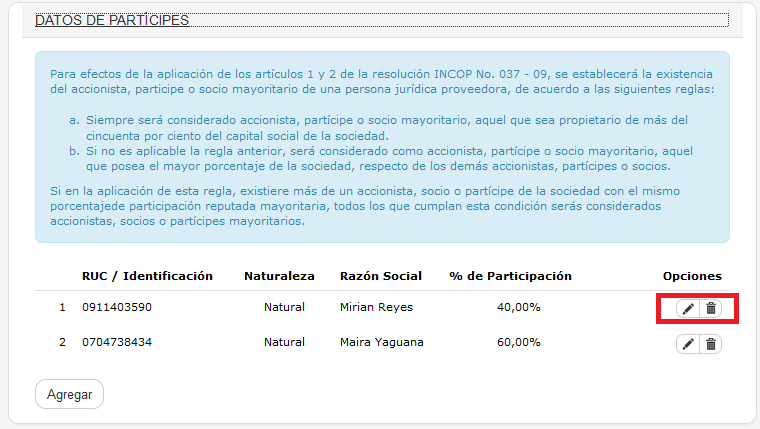 DATOS DE PARTÍCIPES
Para efectos de la aplicación de los artículos 1 y 2 de la resolución INCOP No. 037 - 09, se establecerá la existencia
del accionista, participe o socio mayoritario de una persona jurídica proveedora, de acuerdo a las siguientes reglas:
a. Siempre será considerado accionista, partícipe o socio mayoritario, aquel que sea propietario de más del
cincuenta por ciento del capital social de la sociedad.
b. Si no es aplicable la regla anterior, será considerado como accionista, partícipe o socio mayoritario, aquel
que posea el mayor porcentaje de la sociedad, respecto de los demás accionistas, partícipes o socios.
Si en la aplicación de esta regla, existiere más de un accionista, socio o partícipe de la sociedad con el mismo
porcentajede participación reputada mayoritaria, todos los que cumplan esta condición serás considerados
accionistas, socios o partícipes mayoritarios.
RUC / Identificación Naturaleza Razón Social % de Participación Opciones
1 0911403590 Natural Mirian Reyes 40,00%
2 0704738434 Natural Maira Yaguana 60,00%
Agregar